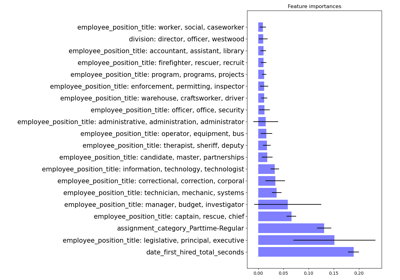 Feature importances
employee_position_title: worker, social, caseworker
division: director, officer, westwood
employee_position_title: accountant, assistant, library
employee_position_title: firefighter, rescuer, recruit
employee_position_title: program, programs, projects
employee_position_title: enforcement, permitting, inspector
employee_position_title: warehouse, craftsworker, driver
employee_position_title: officer, office, security
employee_position_title: administrative, administration, administrator
employee_position_title: operator, equipment, bus
employee_position_title: therapist, sheriff, deputy
employee_position_title: candidate, master, partnerships
employee_position_title: information, technology, technologist
employee_position_title: correctional, correction, corporal
employee_position_title: technician, mechanic, systems
employee_position_title: manager, budget, investigator
employee_position_title: captain, rescue, chief
assignment_category_Parttime-Regular
employee_position_title: legislative, principal, executive
date_first_hired_total_seconds
0.00 0.05 0.10 0.15 0.20